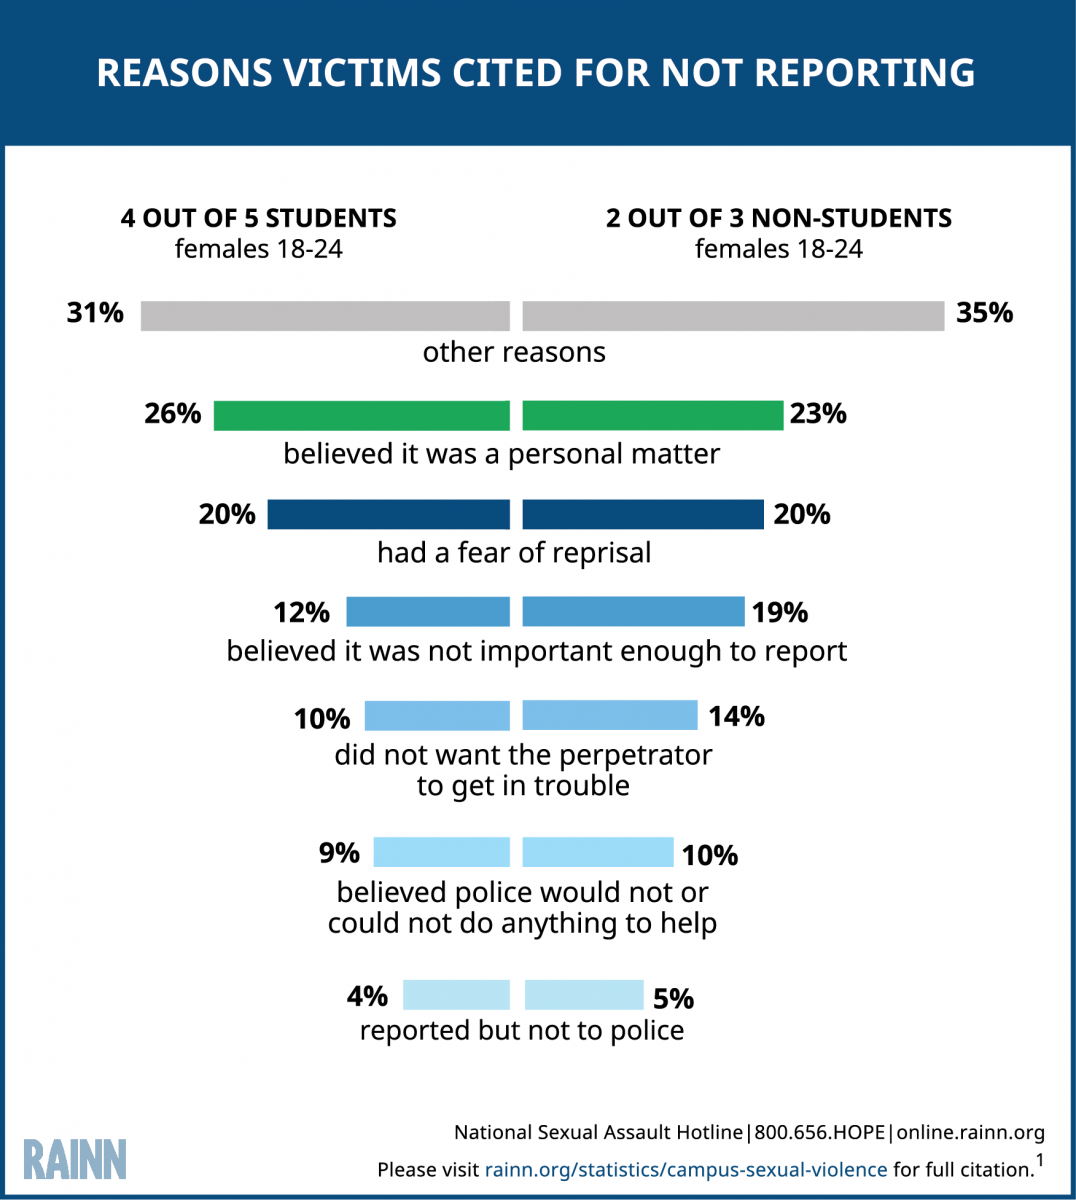 REASONS VICTIMS CITED FOR NOT REPORTING
4 OUT OF 5 STUDENTS
females 18-24
2 OUT OF 3 NON-STUDENTS
females 18-24
31% 35%
other reasons
26% 23%
believed it was a personal matter
20% 20%
had a fear of reprisal
12% 19%
believed it was not important enough to report
10% 14%
did not want the perpetrator
to get in trouble
9% 10%
believed police would not or
could not do anything to help
4% 5%
reported but not to police
National Sexual Assault Hotline|800.656.HOPE|online.rainn.org
RAINN
Please visit rainn.org/statistics/campus-sexual-violence for full citation.1